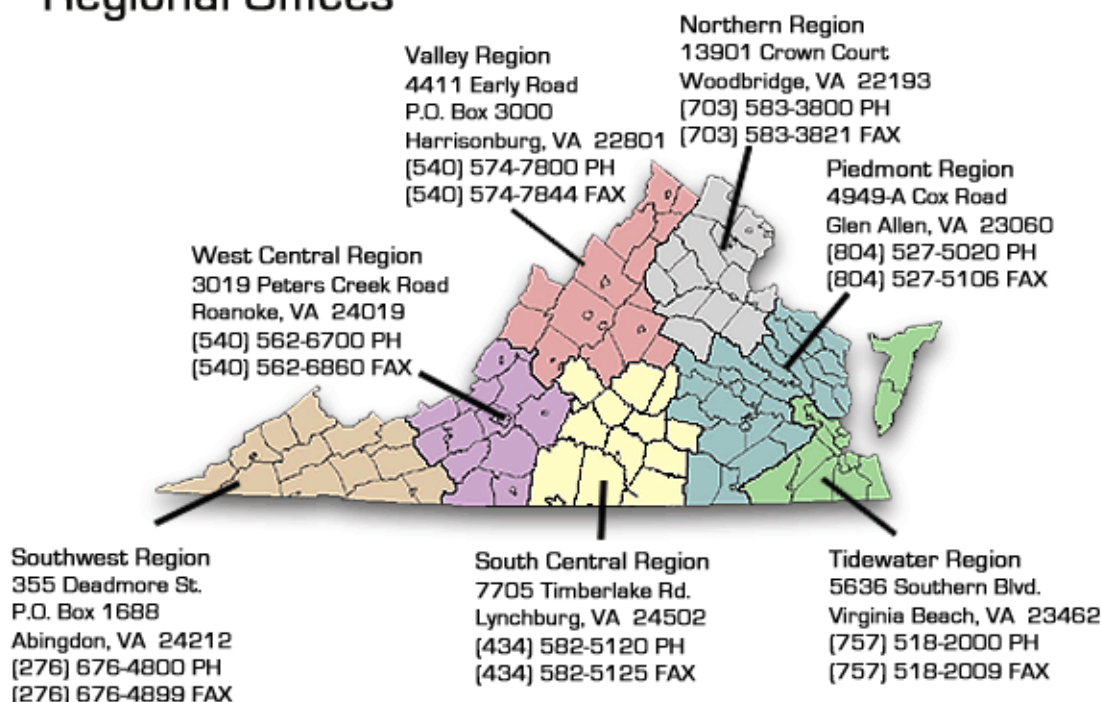 Regional Offices
Northern Region
13901 Crown Court
Woodbridge, VA 22193
(703) 583-3800 PH
(703) 583-3821 FAX
Valley Region
4411 Early Road
P.O. Box 3000
Harrisonburg, VA 22801
(540) 574-7800 PH
(540) 574-7844 FAX
Piedmont Region
4949-A Cox Road
Glen Allen, VA 23060
(804) 527-5020 PH
(804) 527-5106 FAX
West Central Region
3019 Peters Creek Road
Roanoke, VA 24019
(540) 562-6700 PH
(540) 562-6860 FAX
Southwest Region
355 Deadmore St.
P.O. Box 1688
Abingdon, VA 24212
(276) 676-4800 PH
(276) 676-4899 FAX
South Central Region
7705 Timberlake Rd.
Lynchburg, VA 24502
(434) 582-5120 PH
(434) 582-5125 FAX
Tidewater Region
5636 Southern Blvd.
Virginia Beach, VA 23462
(757) 518-2000 PH
(757) 518-2009 FAX